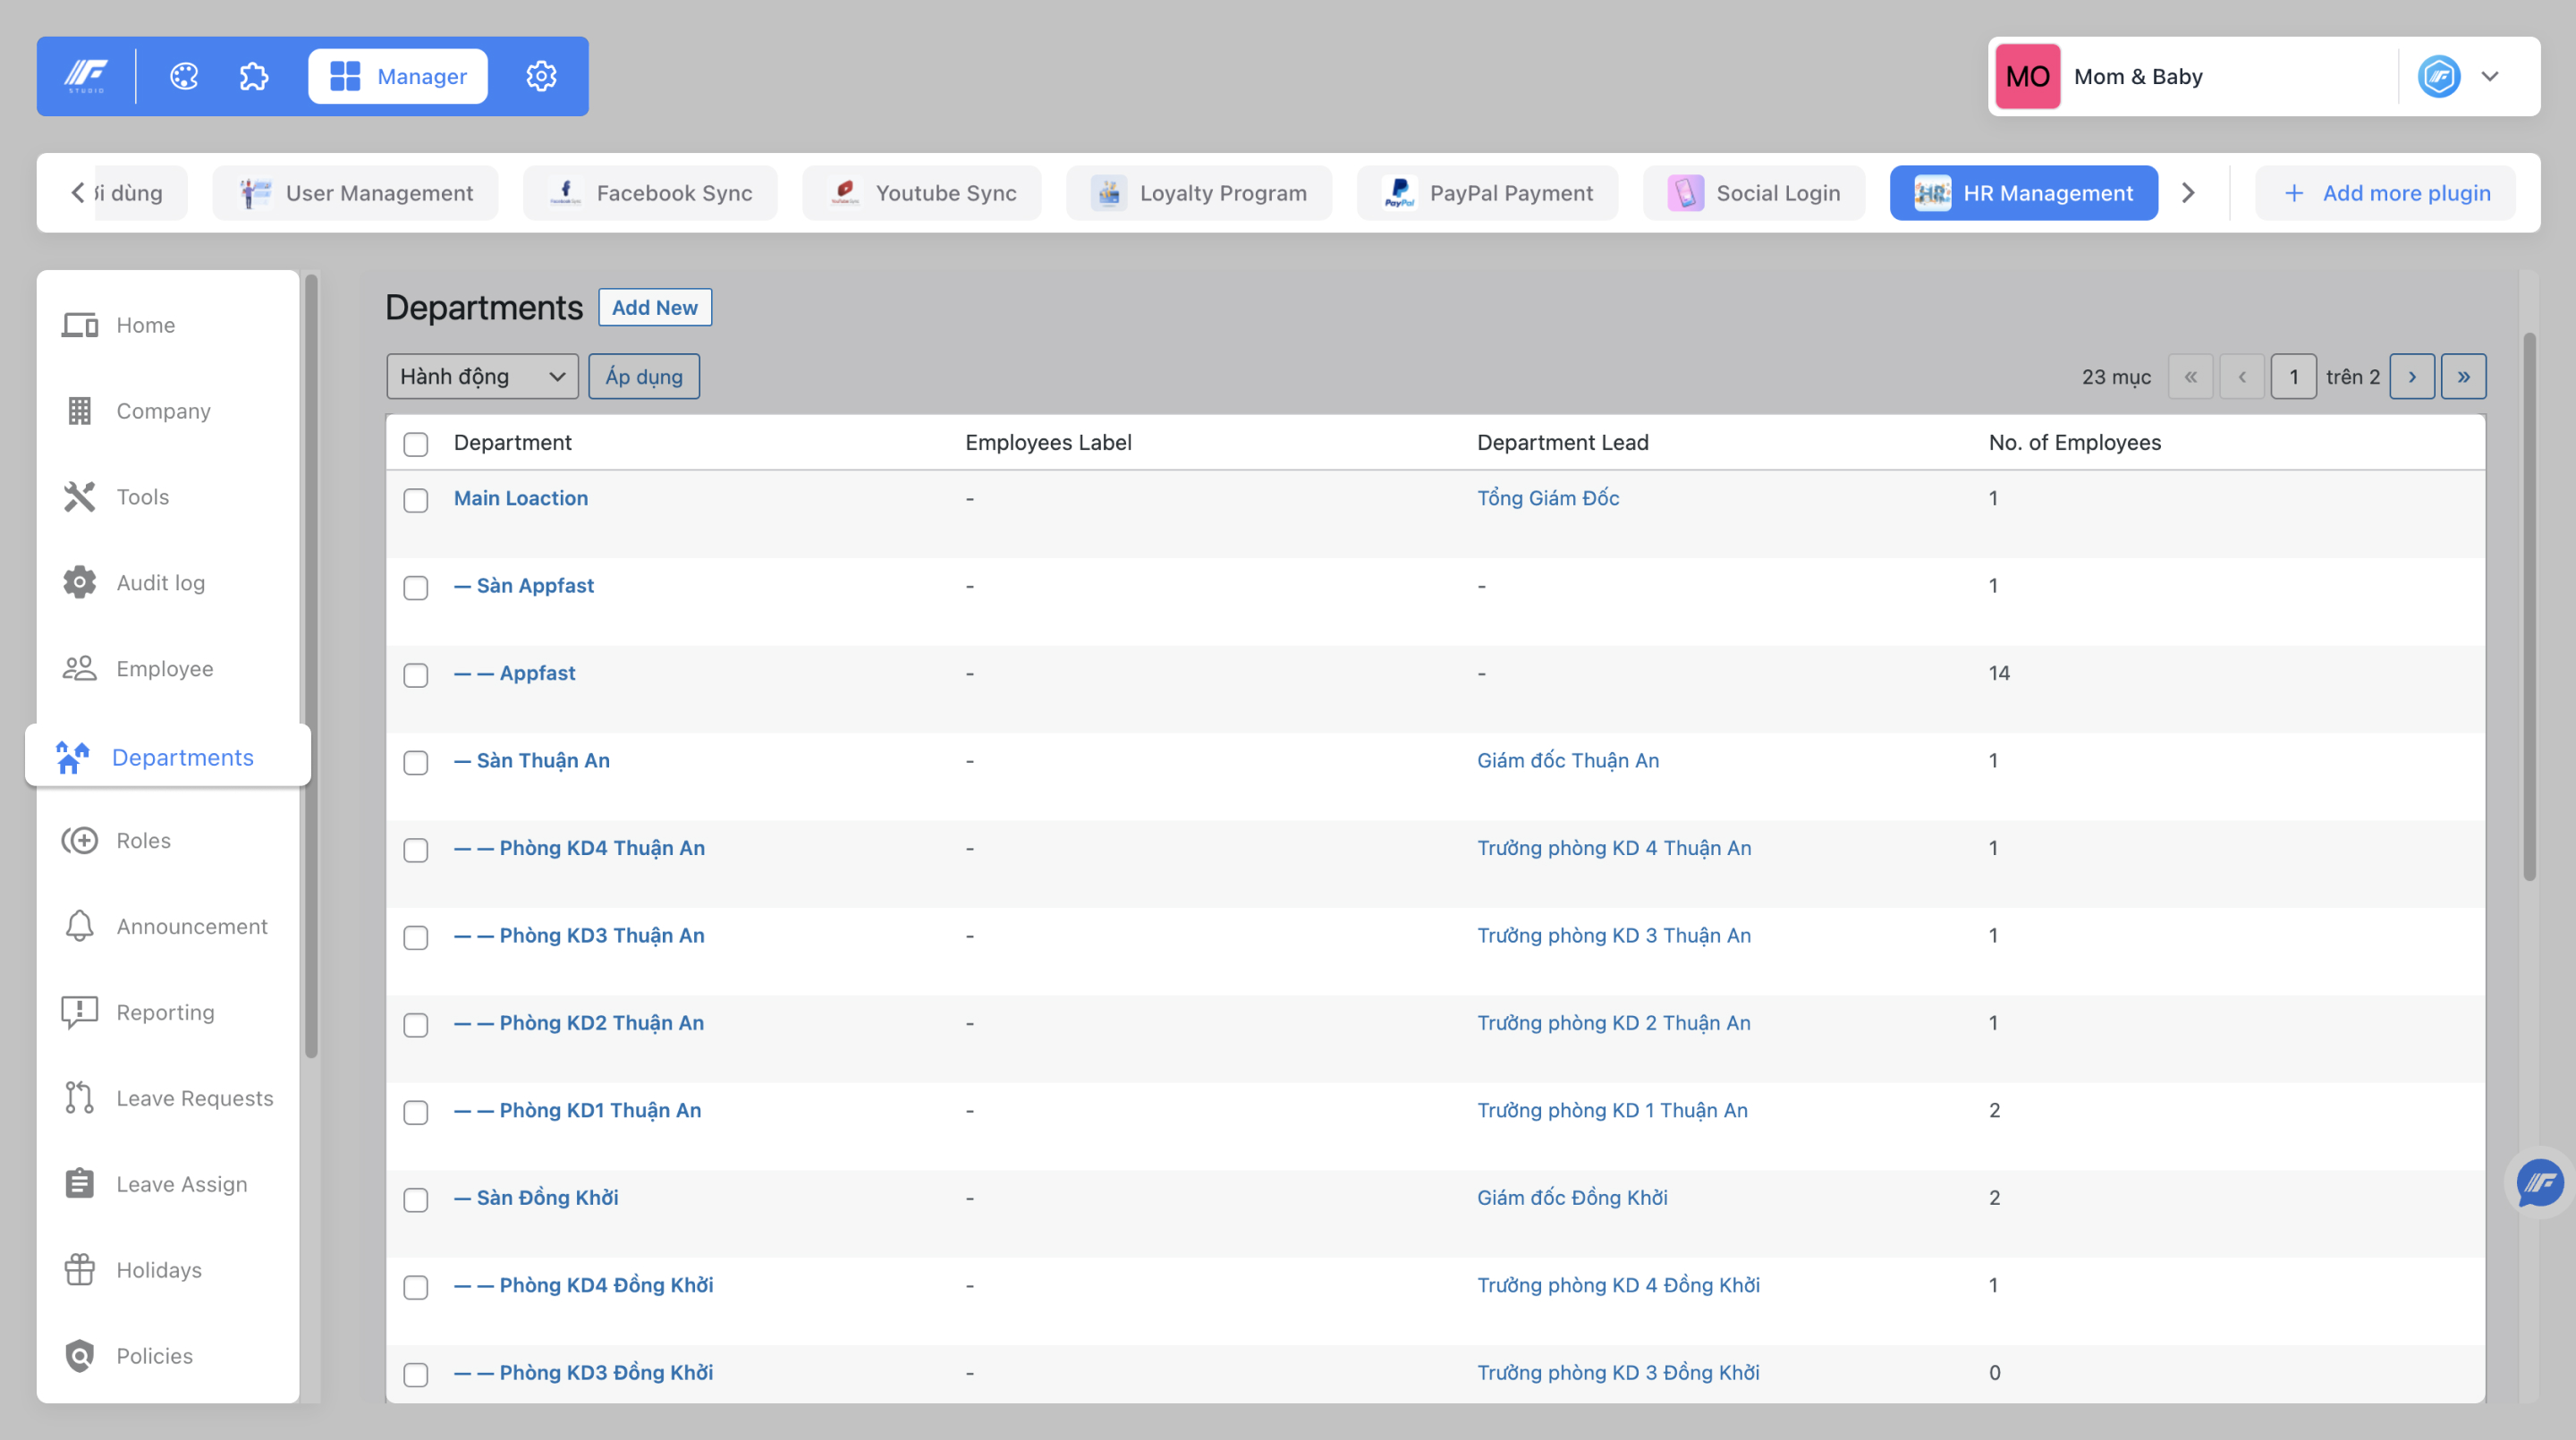 STUDIO
Manager
MO Mom & Baby
i dùng
User Management
Facebook Sync
Youtube Sync
Loyalty Program
PayPal Payment
Social Login
HR Management
+ Add more plugin
Home
Company
Tools
Audit log
Employee
Departments
Roles
Announcement
Reporting
Leave Requests
Leave Assign
Holidays
Policies
Departments Add New
Hành động Áp dụng 23 mục « ‹ 1 trên 2 › »
Department Employees Label Department Lead No. of Employees
Main Loaction - Tổng Giám Đốc 1
— Sàn Appfast - - 1
— — Appfast - - 14
— Sàn Thuận An - Giám đốc Thuận An 1
— — Phòng KD4 Thuận An - Trưởng phòng KD 4 Thuận An 1
— — Phòng KD3 Thuận An - Trưởng phòng KD 3 Thuận An 1
— — Phòng KD2 Thuận An - Trưởng phòng KD 2 Thuận An 1
— — Phòng KD1 Thuận An - Trưởng phòng KD 1 Thuận An 2
— Sàn Đồng Khởi - Giám đốc Đồng Khởi 2
— — Phòng KD4 Đồng Khởi - Trưởng phòng KD 4 Đồng Khởi 1
— — Phòng KD3 Đồng Khởi - Trưởng phòng KD 3 Đồng Khởi 0